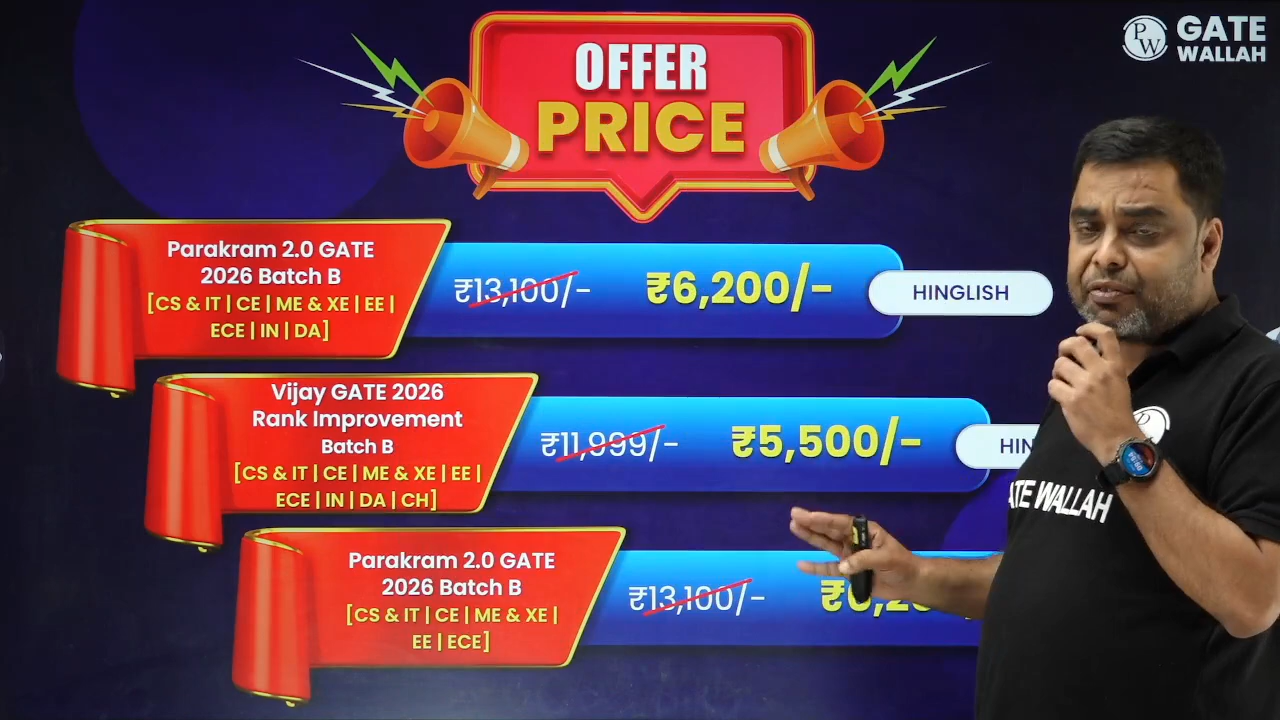 OFFER
PRICE
PW
GATE
WALLAH
Parakram 2.0 GATE
2026 Batch B
[CS & IT | CE | ME & XE | EE |
ECE | IN | DA]
₹13,100/- ₹6,200/- HINGLISH
Vijay GATE 2026
Rank Improvement
Batch B
[CS & IT | CE | ME & XE | EE |
ECE | IN | DA | CH]
₹11,999/- ₹5,500/-
Parakram 2.0 GATE
2026 Batch B
[CS & IT | CE | ME & XE |
EE | ECE]
₹13,100/-
WALLAH